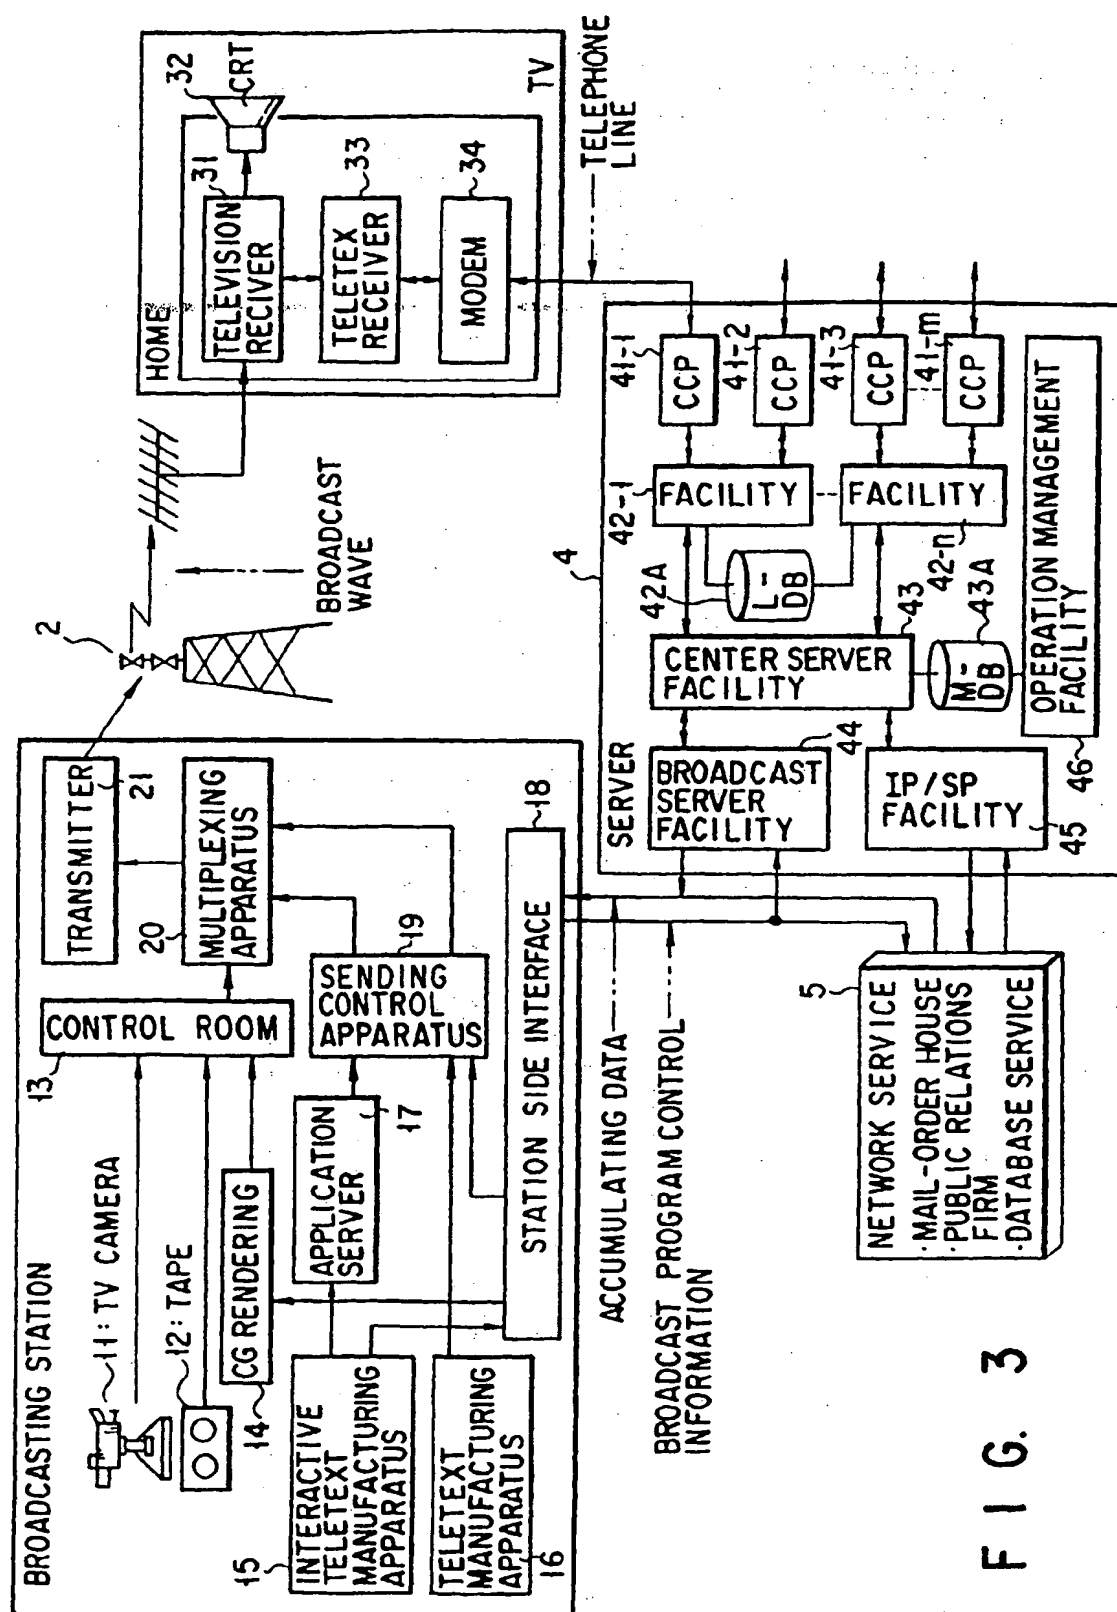 BROADCASTING STATION
11: TV CAMERA
12: TAPE
13
CONTROL ROOM
14
CG RENDERING
15
INTERACTIVE
TELETEXT
MANUFACTURING
APPARATUS
TELETEXT
MANUFACTURING
APPARATUS
16
APPLICATION
SERVER
17
SENDING
CONTROL
APPARATUS
19
STATION SIDE INTERFACE
18
20
MULTIPLEXING
APPARATUS
TRANSMITTER
21
2
BROADCAST
WAVE
HOME
TELEVISION
RECIVER
31
32
CRT
TELETEX
RECEIVER
33
MODEM
34
TV
TELEPHONE
LINE
ACCUMULATING DATA
BROADCAST PROGRAM CONTROL
INFORMATION
4
SERVER
BROADCAST
SERVER
FACILITY
44
IP/SP
FACILITY
45
CENTER SERVER
FACILITY
43
42A
L-
DB
M-
DB
43A
42-1
FACILITY
FACILITY
42-n
41-1
CCP
41-2
CCP
41-3
CCP
41-m
CCP
OPERATION MANAGEMENT
FACILITY
46
5
NETWORK SERVICE
·MAIL-ORDER HOUSE
·PUBLIC RELATIONS
FIRM
·DATABASE SERVICE
FIG. 3